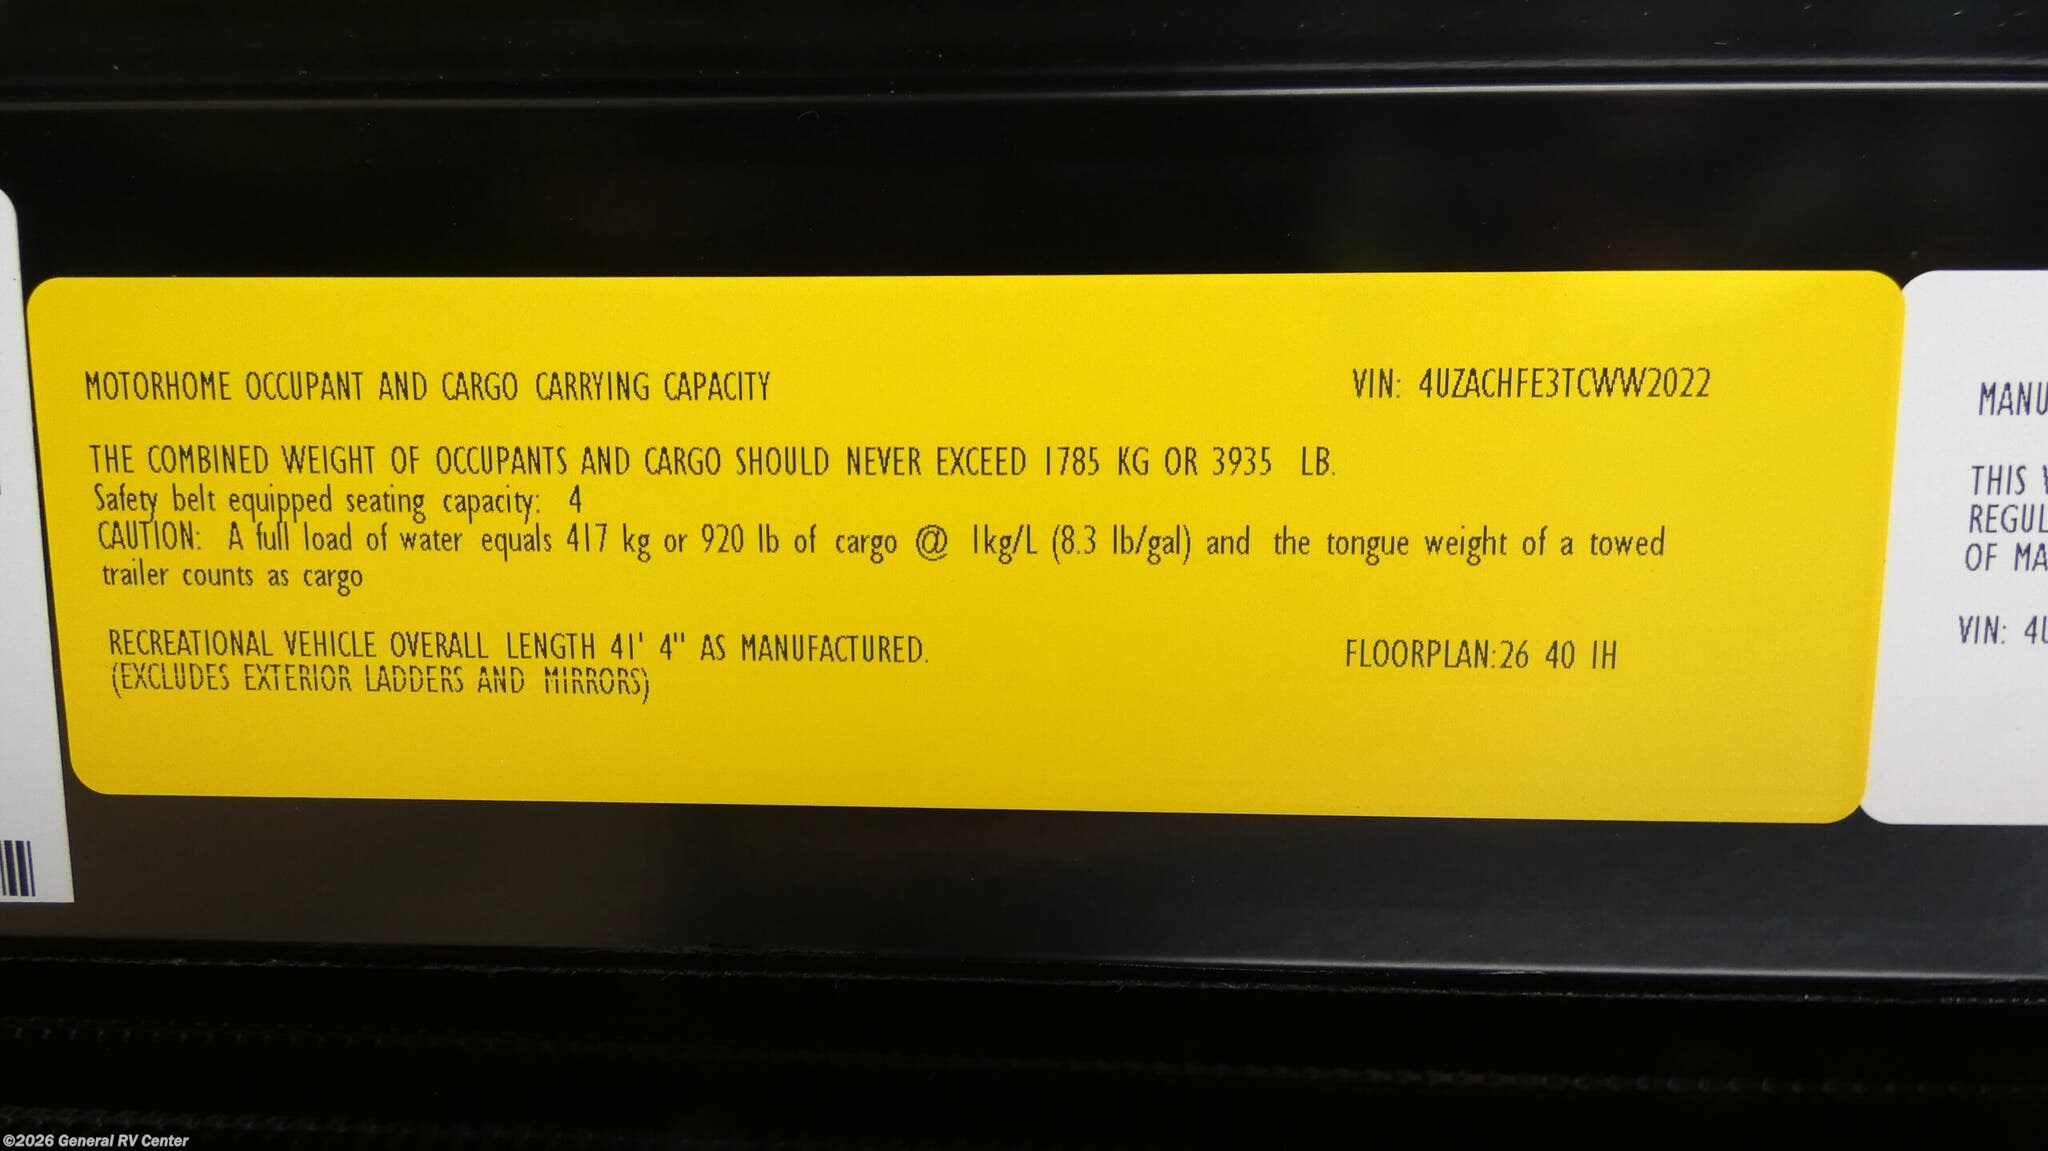 MOTORHOME OCCUPANT AND CARGO CARRYING CAPACITY VIN: 4UZACHFE3TCWW2022
THE COMBINED WEIGHT OF OCCUPANTS AND CARGO SHOULD NEVER EXCEED 1785 KG OR 3935 LB.
Safety belt equipped seating capacity: 4
CAUTION: A full load of water equals 417 kg or 920 lb of cargo @ 1kg/L (8.3 lb/gal) and the tongue weight of a towed
trailer counts as cargo
RECREATIONAL VEHICLE OVERALL LENGTH 41' 4" AS MANUFACTURED.
(EXCLUDES EXTERIOR LADDERS AND MIRRORS)
FLOORPLAN:26 40 IH
MANU
THIS
REGUL
OF MA
VIN: 4U
©2026 General RV Center